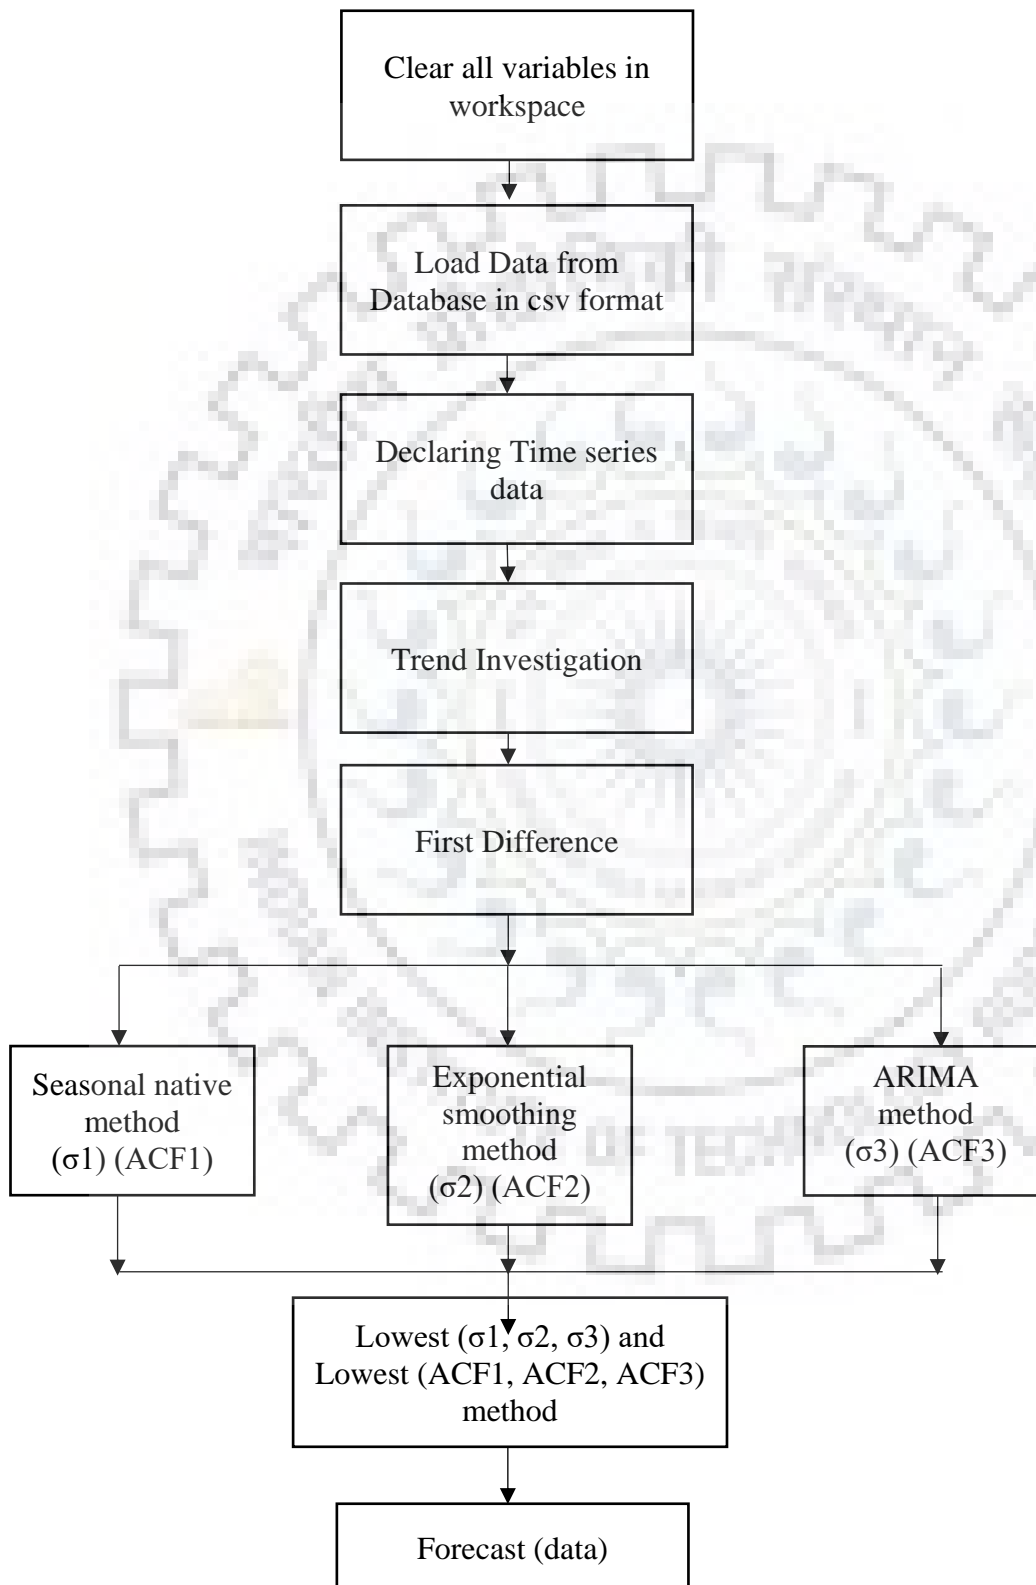 Clear all variables in
workspace
Load Data from
Database in csv format
Declaring Time series
data
Trend Investigation
First Difference
Seasonal native
method
(σ1) (ACF1)
Exponential
smoothing
method
(σ2) (ACF2)
ARIMA
method
(σ3) (ACF3)
Lowest (σ1, σ2, σ3) and
Lowest (ACF1, ACF2, ACF3)
method
Forecast (data)